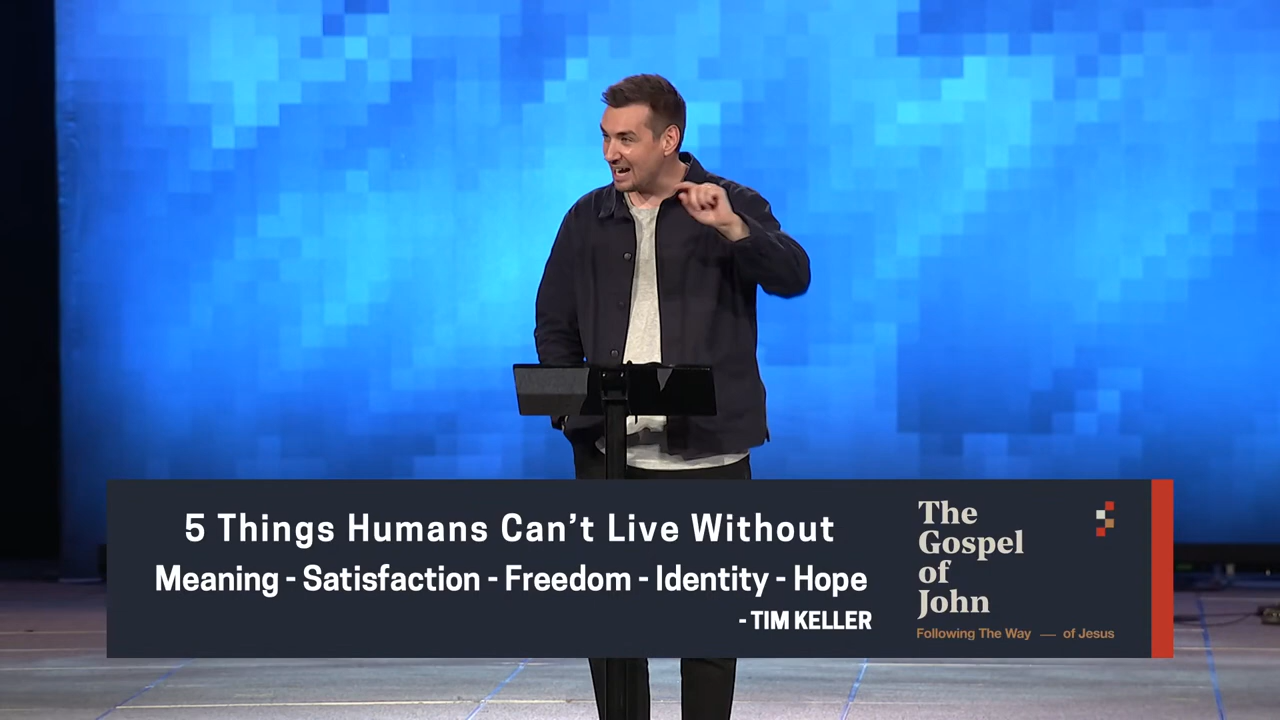 5 Things Humans Can't Live Without
Meaning - Satisfaction - Freedom - Identity - Hope
- TIM KELLER
The
Gospel
of
John
Following The Way — of Jesus